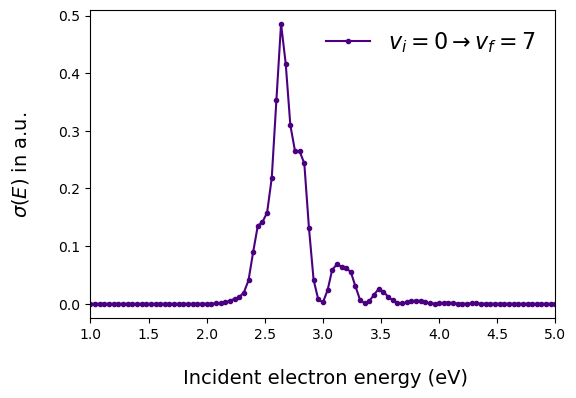 0.5
0.4
0.3
0.2
0.1
0.0
σ(E) in a.u.
v_i = 0 → v_f = 7
1.0 1.5 2.0 2.5 3.0 3.5 4.0 4.5 5.0
Incident electron energy (eV)